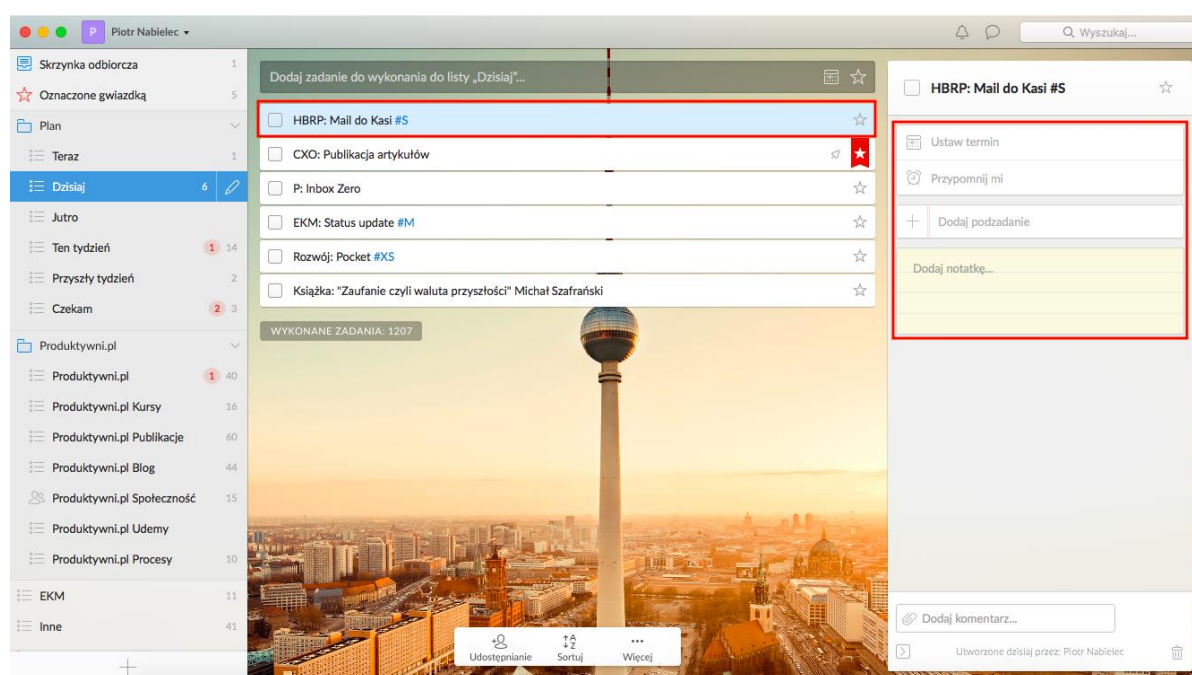 P Piotr Nabielec
Wyszukaj...
Skrzynka odbiorcza 1
Oznaczone gwiazdką 5
Plan
Teraz 1
Dzisiaj 6
Jutro
Ten tydzień 1 14
Przyszły tydzień 2
Czekam 2 3
Produktywni.pl
Produktywni.pl 1 40
Produktywni.pl Kursy 16
Produktywni.pl Publikacje 60
Produktywni.pl Blog 44
Produktywni.pl Społeczność 15
Produktywni.pl Udemy
Produktywni.pl Procesy 10
EKM 11
Inne 41
Dodaj zadanie do wykonania do listy „Dzisiaj"...
HBRP: Mail do Kasi #S
CXO: Publikacja artykułów
P: Inbox Zero
EKM: Status update #M
Rozwój: Pocket #XS
Książka: "Zaufanie czyli waluta przyszłości" Michał Szafrański
WYKONANE ZADANIA: 1207
Udostępnianie Sortuj Więcej
HBRP: Mail do Kasi #S
Ustaw termin
Przypomnij mi
Dodaj podzadanie
Dodaj notatkę...
Dodaj komentarz...
Utworzone dzisiaj przez: Piotr Nabielec